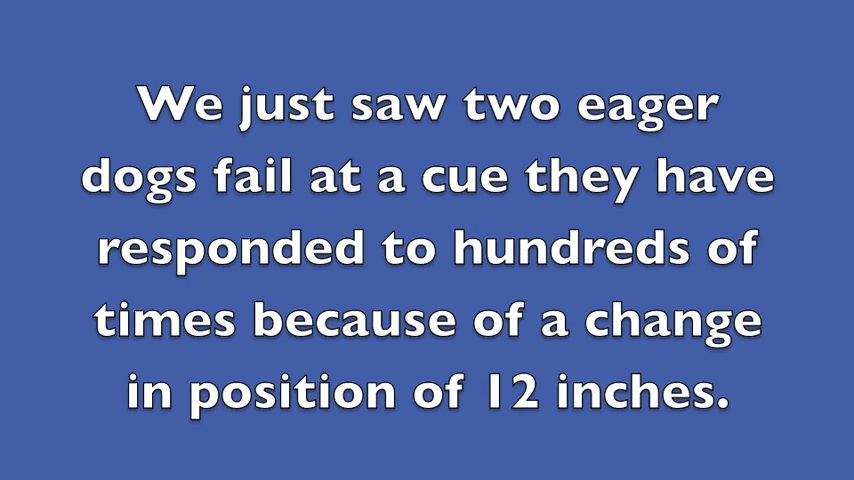 We just saw two eager
dogs fail at a cue they have
responded to hundreds of
times because of a change
in position of 12 inches.